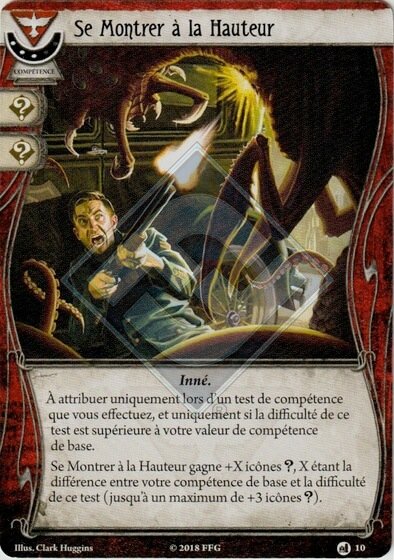 Se Montrer à la Hauteur
COMPÉTENCE
?
?
Inné.
À attribuer uniquement lors d'un test de compétence
que vous effectuez, et uniquement si la difficulté de ce
test est supérieure à votre valeur de compétence
de base.
Se Montrer à la Hauteur gagne +X icônes ?, X étant la
différence entre votre compétence de base et la difficulté
de ce test (jusqu'à un maximum de +3 icônes ?).
Illus. Clark Huggins © 2018 FFG 10